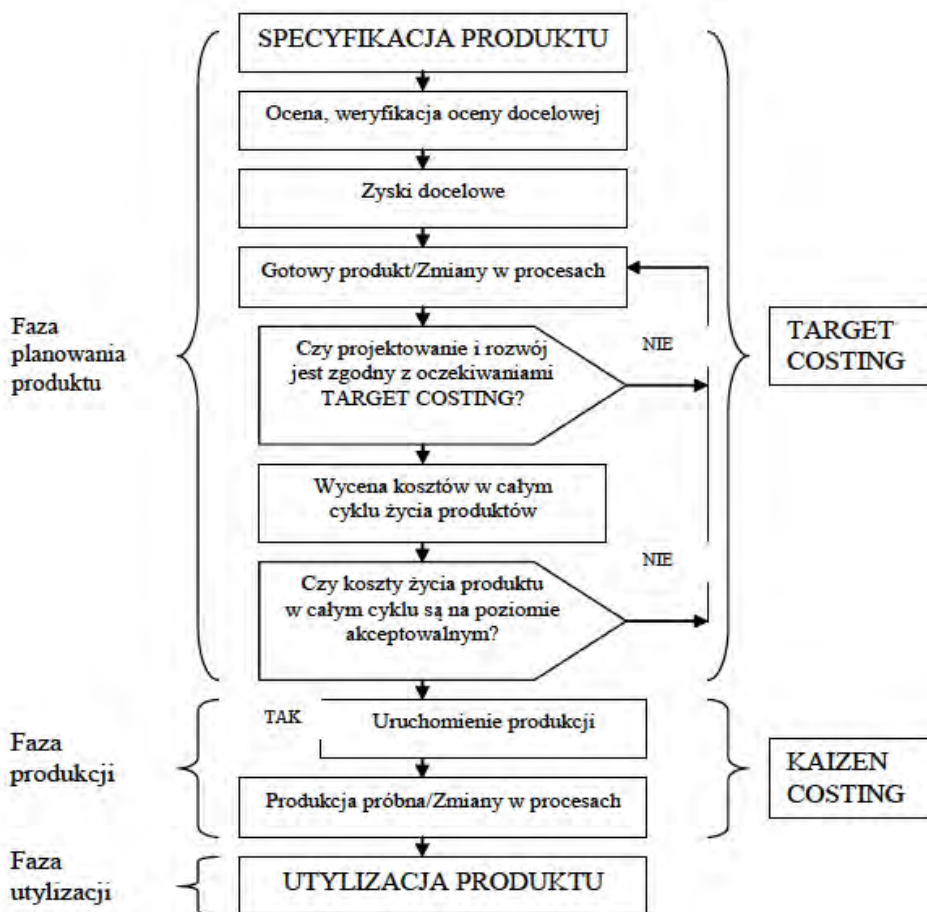 SPECYFIKACJA PRODUKTU
Ocena, weryfikacja oceny docelowej
Zyski docelowe
Gotowy produkt/Zmiany w procesach
Faza
planowania
produktu
Czy projektowanie i rozwój
jest zgodny z oczekiwaniami
TARGET COSTING?
NIE
TARGET
COSTING
Wycena kosztów w całym
cyklu życia produktów
Czy koszty życia produktu
w całym cyklu są na poziomie
akceptowalnym?
NIE
Faza
produkcji
TAK
Uruchomienie produkcji
Produkcja próbna/Zmiany w procesach
KAIZEN
COSTING
Faza
utylizacji
UTYLIZACJA PRODUKTU